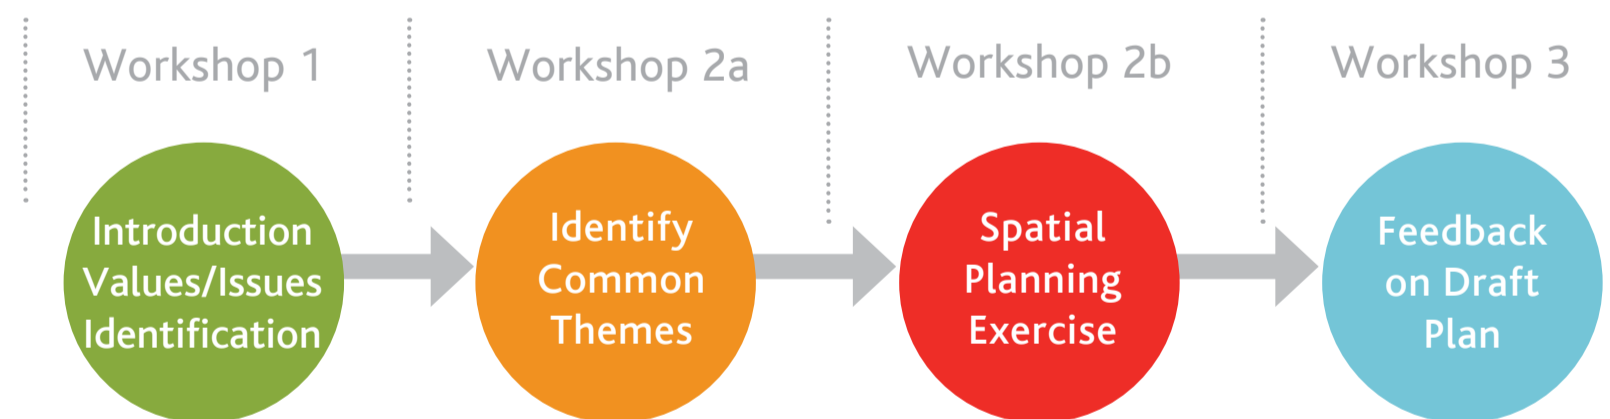 Workshop 1
Workshop 2a
Workshop 2b
Workshop 3
Introduction
Values/Issues
Identification
Identify
Common
Themes
Spatial
Planning
Exercise
Feedback
on Draft
Plan